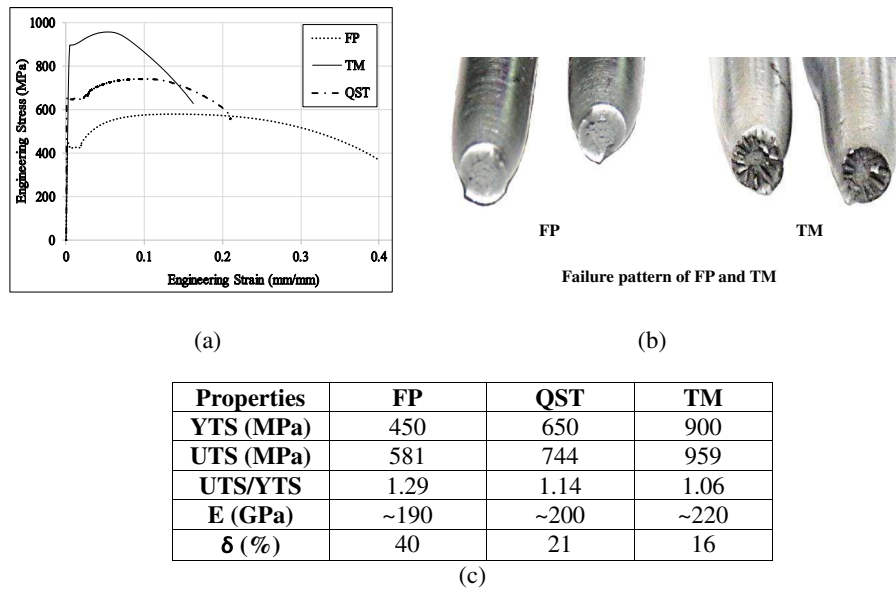 1000
800
600
400
200
0
Engineering Stress (MPa)
0 0.1 0.2 0.3 0.4
Engineering Strain (mm/mm)
FP
TM
QST
(a)
FP TM
Failure pattern of FP and TM
(b)
Properties FP QST TM
YTS (MPa) 450 650 900
UTS (MPa) 581 744 959
UTS/YTS 1.29 1.14 1.06
E (GPa) ~190 ~200 ~220
δ (%) 40 21 16
(c)